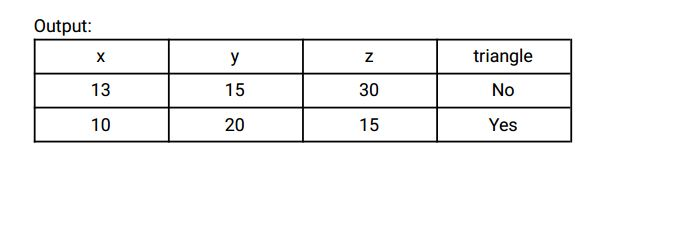 Output:
x y z triangle
13 15 30 No
10 20 15 Yes